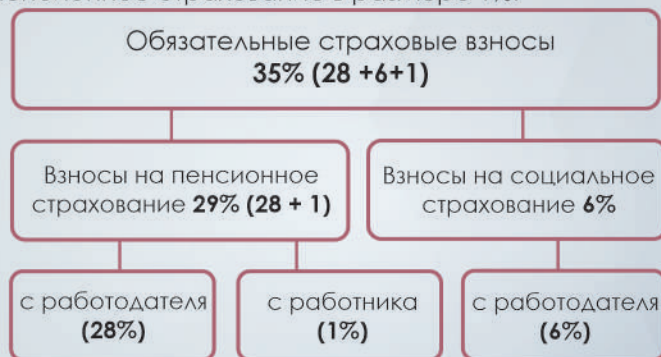 Обязательные страховые взносы
35% (28 +6+1)
Взносы на пенсионное
страхование 29% (28 + 1)
Взносы на социальное
страхование 6%
с работодателя
(28%)
с работника
(1%)
с работодателя
(6%)